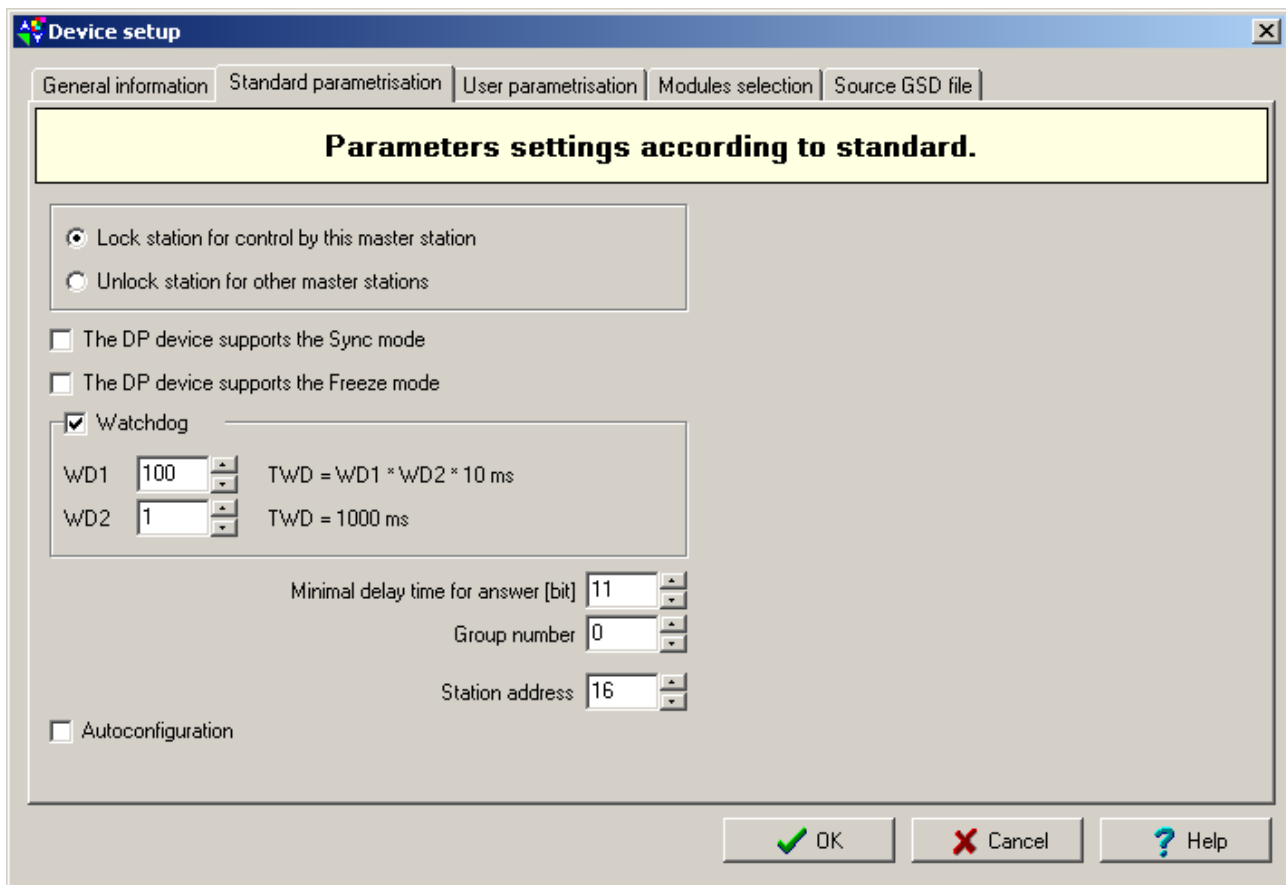 Device setup
General information Standard parametrisation User parametrisation Modules selection Source GSD file
Parameters settings according to standard.
Lock station for control by this master station
Unlock station for other master stations
The DP device supports the Sync mode
The DP device supports the Freeze mode
Watchdog
WD1 100 TWD = WD1 * WD2 * 10 ms
WD2 1 TWD = 1000 ms
Minimal delay time for answer [bit] 11
Group number 0
Station address 16
Autoconfiguration
OK Cancel ? Help